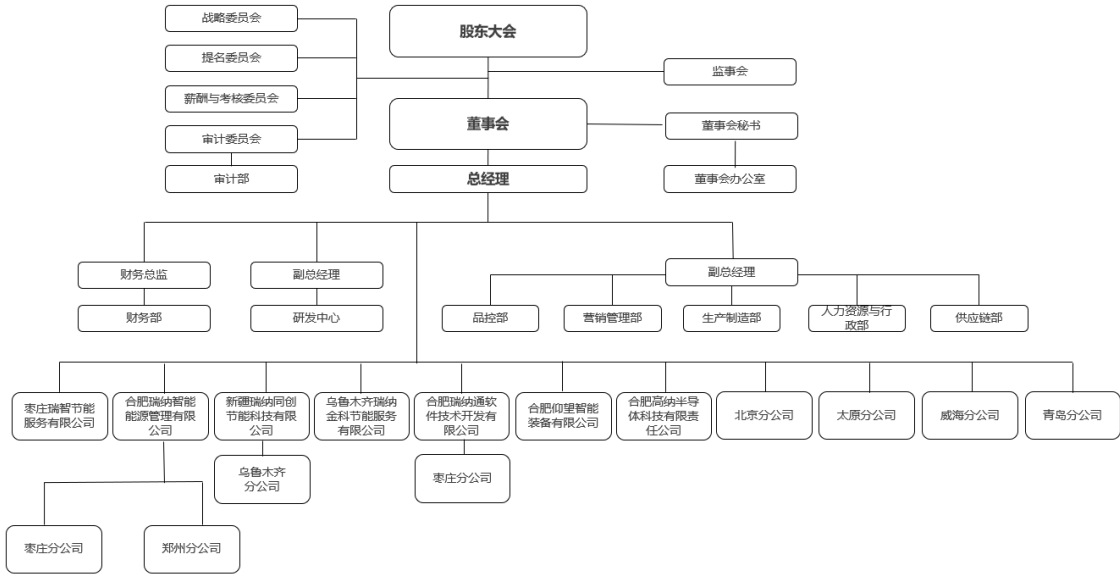 战略委员会
股东大会
提名委员会
监事会
薪酬与考核委员会
董事会
董事会秘书
审计委员会
审计部
总经理
董事会办公室
财务总监
副总经理
副总经理
财务部
研发中心
品控部
营销管理部
生产制造部
人力资源与行
政部
供应链部
枣庄瑞智节能
服务有限公司
合肥瑞纳智能
能源管理有限
公司
新疆瑞纳同创
节能科技有限
公司
乌鲁木齐瑞纳
金科节能服务
有限公司
合肥瑞纳通软
件技术开发有
限公司
合肥仰望智能
装备有限公司
合肥高纳半导
体科技有限责
任公司
北京分公司
太原分公司
威海分公司
青岛分公司
乌鲁木齐
分公司
枣庄分公司
枣庄分公司
郑州分公司